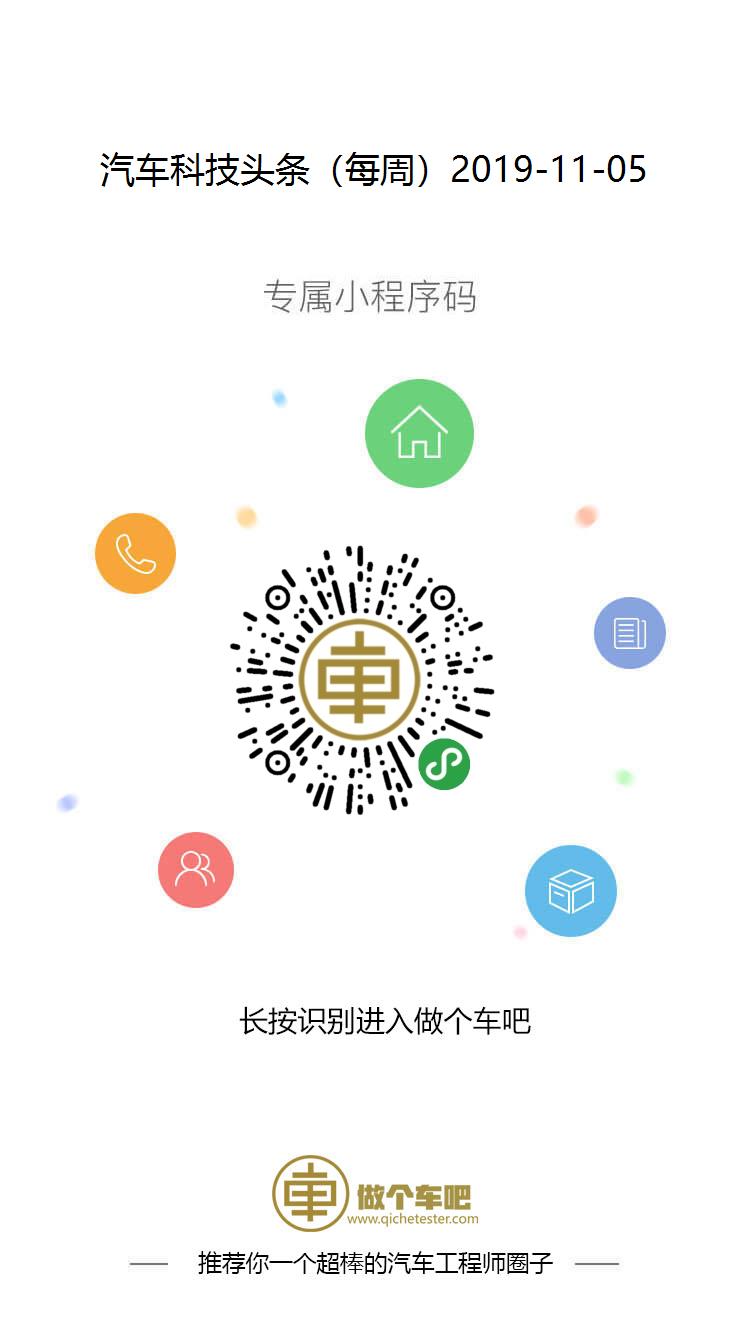 汽车科技头条（每周）2019-11-05
专属小程序码
車
长按识别进入做个车吧
車
做个车吧
www.qichetester.com
推荐你一个超棒的汽车工程师圈子